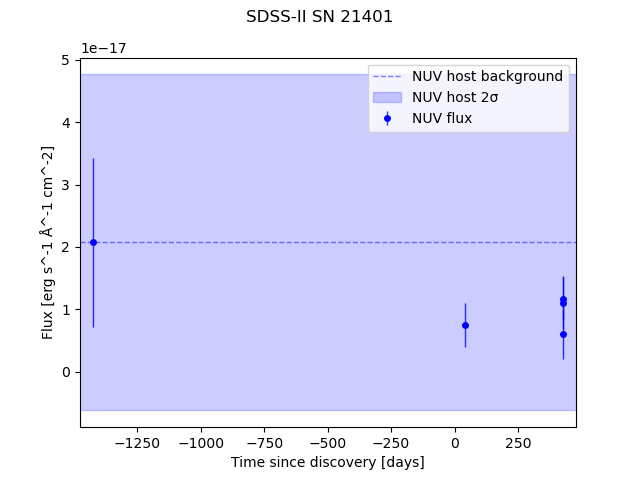 SDSS-II SN 21401
1e−17
NUV host background
NUV host 2σ
NUV flux
5
4
3
2
1
0
Flux [erg s^-1 Å^-1 cm^-2]
−1250 −1000 −750 −500 −250 0 250
Time since discovery [days]